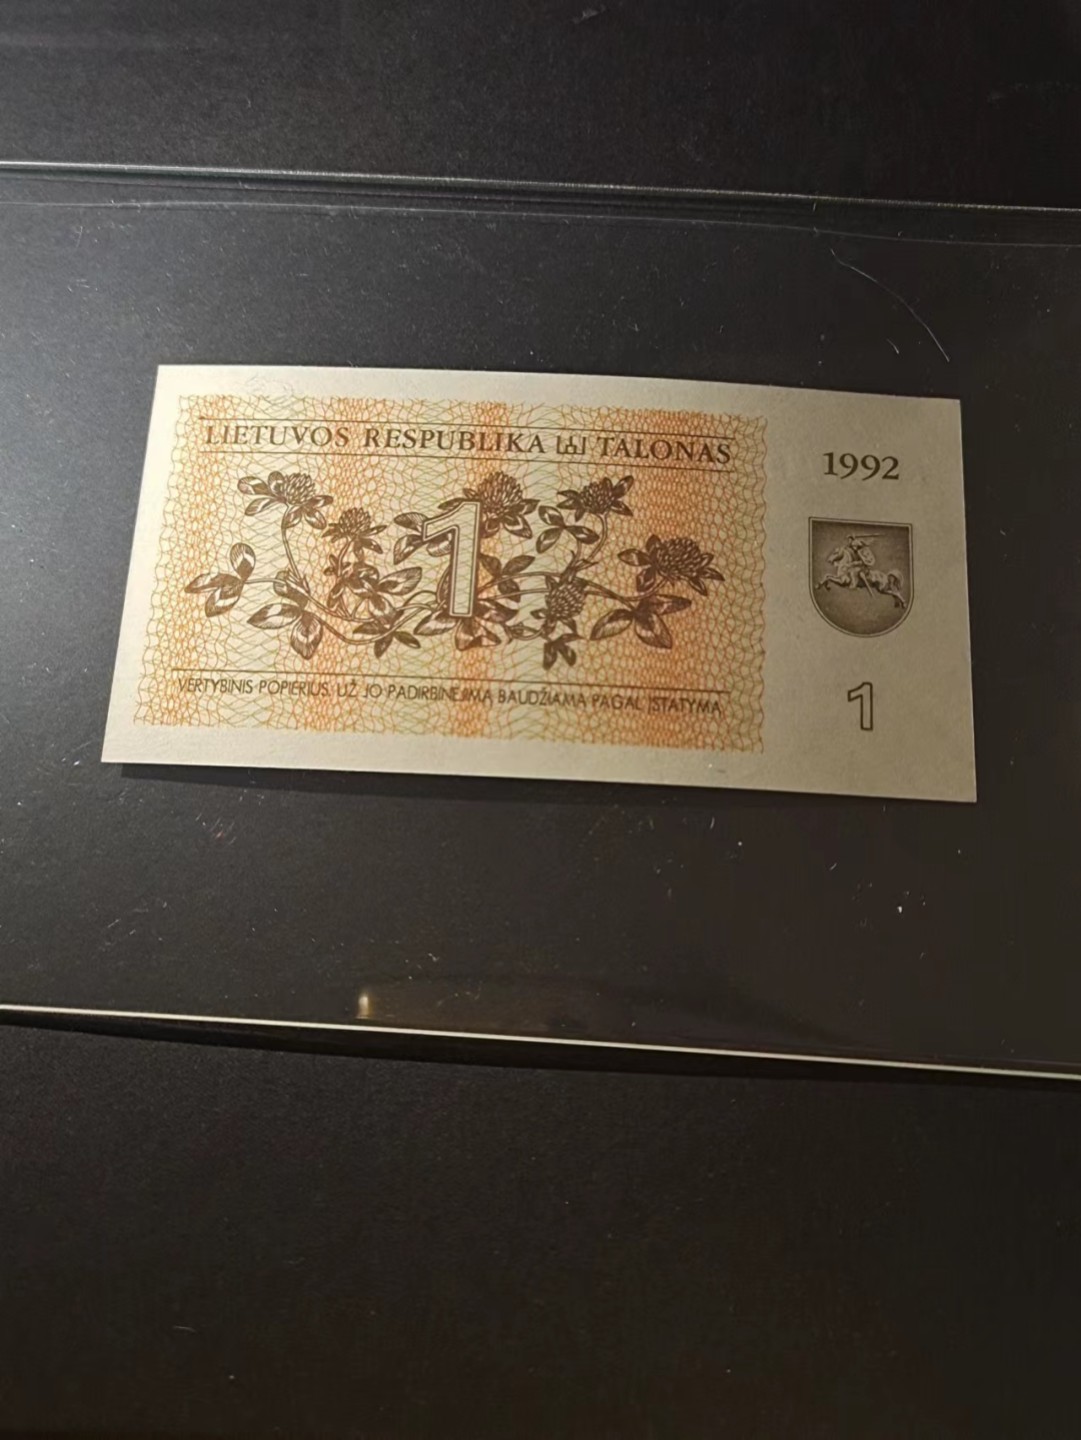 LIETUVOS RESPUBLIKA TALONAS
1992
1
VERTYBINIS POPIERIUS. UŽ JO PADIRBINĖJIMĄ BAUDŽIAMA PAGAL ĮSTATYMĄ
1